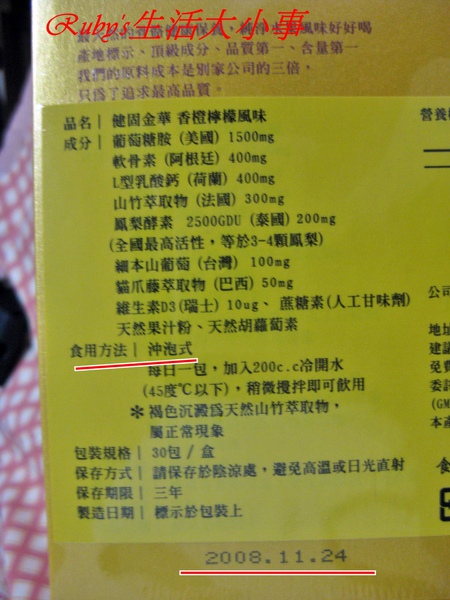 Ruby's生活大小事
產地標示、頂級成分、品質第一、含量第一
我們的原料成本是別家公司的三倍，
只為了追求最高品質。
品名｜ 健固金華 香橙檸檬風味
成分｜ 葡萄糖胺 (美國) 1500mg
軟骨素 (阿根廷) 400mg
L型乳酸鈣 (荷蘭) 400mg
山竹萃取物 (法國) 300mg
鳳梨酵素 2500GDU (泰國) 200mg
(全國最高活性，等於3-4顆鳳梨)
細本山葡萄 (台灣) 100mg
貓爪藤萃取物 (巴西) 50mg
維生素D3(瑞士) 10ug、蔗糖素(人工甘味劑)
天然果汁粉、天然胡蘿蔔素
食用方法｜ 沖泡式
每日一包，加入200c.c冷開水
(45度℃以下)，稍微攪拌即可飲用
＊褐色沉澱為天然山竹萃取物，
屬正常現象
包裝規格｜ 30包 / 盒
保存方式｜ 請保存於陰涼處，避免高溫或日光直射
保存期限｜ 三年
製造日期｜ 標示於包裝上
2008.11.24
營養
公司
地址
建議
免費
委託
(GM
本產
食